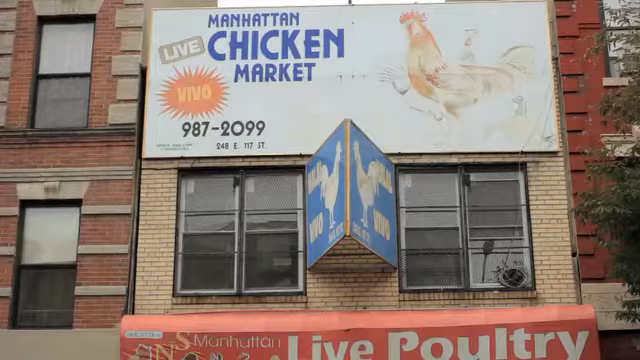 MANHATTAN
LIVE
CHICKEN
MARKET
VIVO
987-2099
248 E. 117 ST.
VIVO
VIVO
Manhattan
Live Poultry